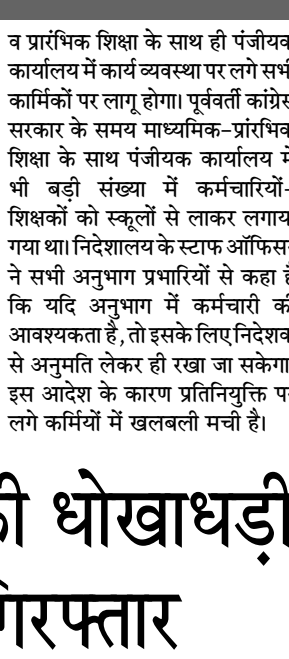 व प्रारंभिक शिक्षा के साथ ही पंजीयक
कार्यालय में कार्य व्यवस्था पर लगे सभी
कार्मिकों पर लागू होगा। पूर्ववर्ती कांग्रेस
सरकार के समय माध्यमिक-प्रांरभिक
शिक्षा के साथ पंजीयक कार्यालय में
भी बड़ी संख्या में कर्मचारियों-
शिक्षकों को स्कूलों से लाकर लगाया
गया था। निदेशालय के स्टाफ ऑफिसर
ने सभी अनुभाग प्रभारियों से कहा है
कि यदि अनुभाग में कर्मचारी की
आवश्यकता है, तो इसके लिए निदेशक
से अनुमति लेकर ही रखा जा सकेगा।
इस आदेश के कारण प्रतिनियुक्ति पर
लगे कर्मियों में खलबली मची है।
की धोखाधड़ी
गिरफ्तार